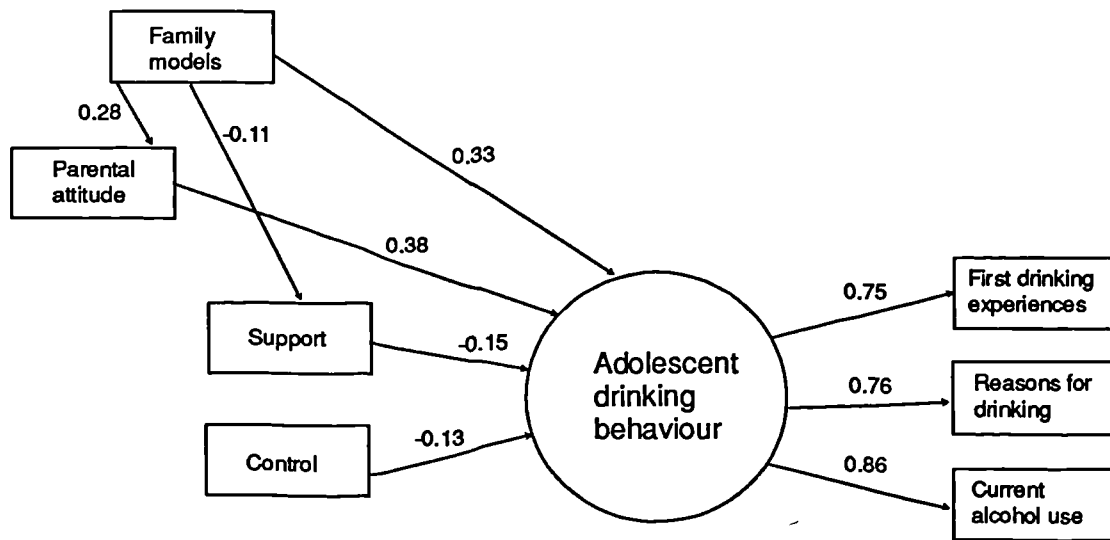 Family
models
0.28
-0.11
0.33
Parental
attitude
0.38
Support
-0.15
Control
-0.13
Adolescent
drinking
behaviour
0.75
First drinking
experiences
0.76
Reasons for
drinking
0.86
Current
alcohol use